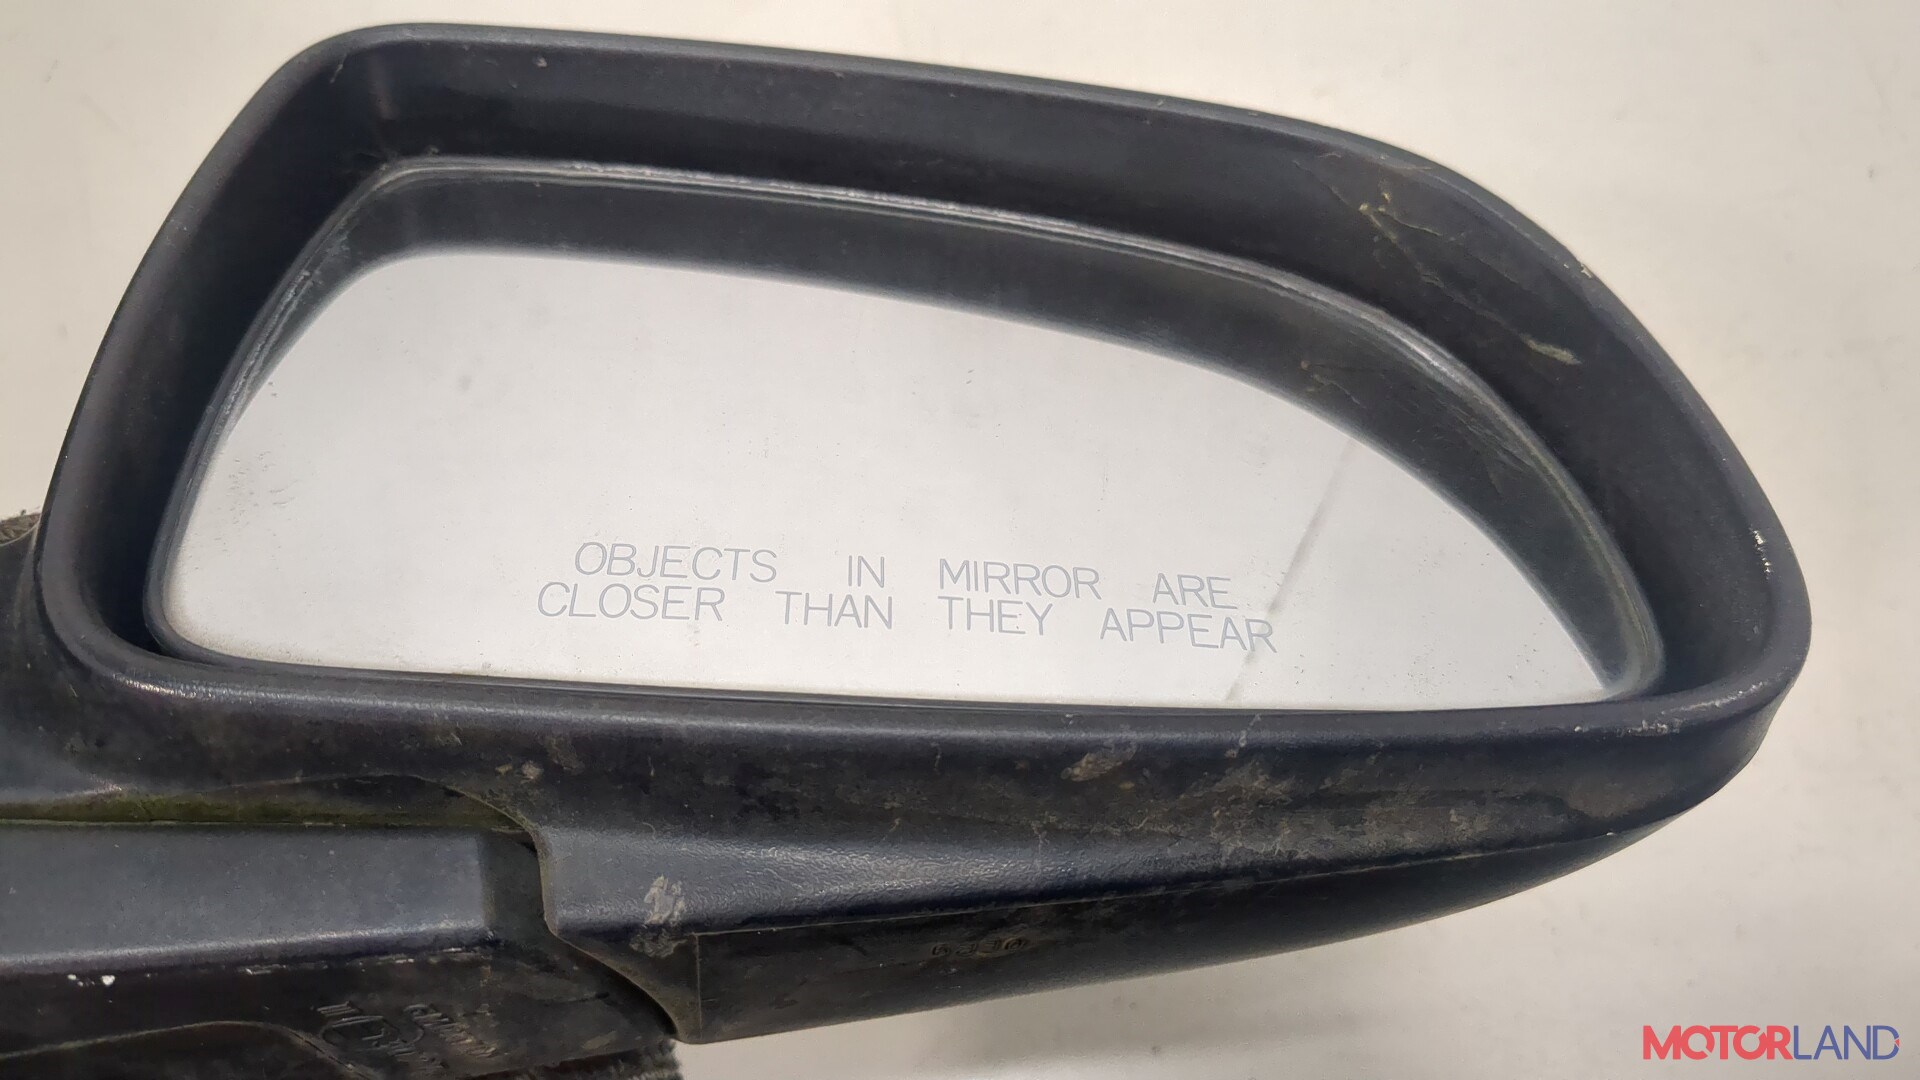 OBJECTS IN MIRROR ARE
CLOSER THAN THEY APPEAR
MOTORLAND